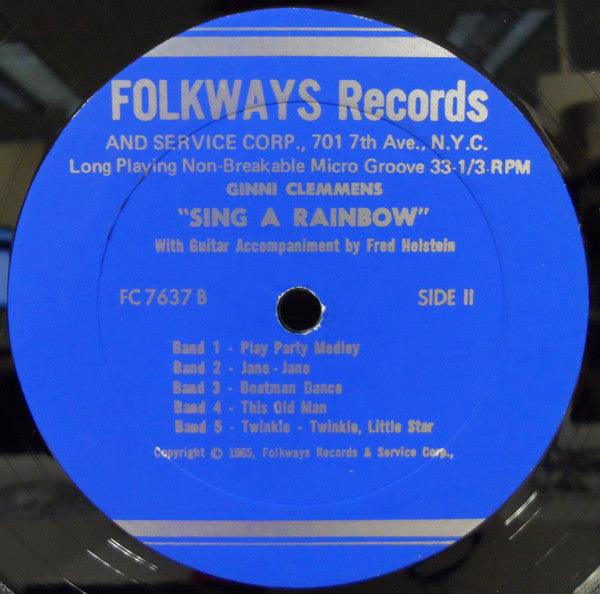 FOLKWAYS Records
AND SERVICE CORP., 701 7th Ave., N.Y.C.
Long Playing Non-Breakable Micro Groove 33-1/3-RPM
GINNI CLEMMENS
"SING A RAINBOW"
With Guitar Accompaniment by Fred Holstein
FC 7637 B SIDE II
Band 1 - Play Party Medley
Band 2 - Jane - Jane
Band 3 - Boatman Dance
Band 4 - This Old Man
Band 5 - Twinkle - Twinkle, Little Star
Copyright © 1965, Folkways Records & Service Corp.,